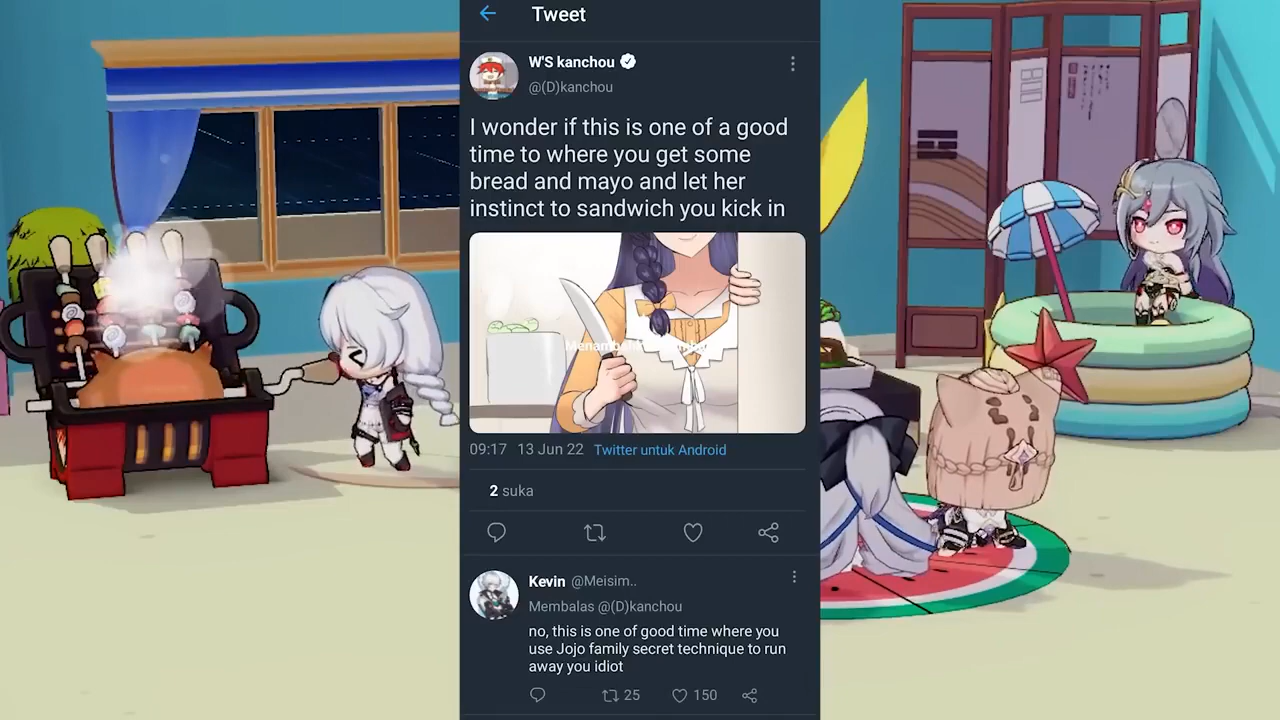 Tweet
W'S kanchou
@(D)kanchou
I wonder if this is one of a good
time to where you get some
bread and mayo and let her
instinct to sandwich you kick in
09:17 13 Jun 22 Twitter untuk Android
2 suka
Kevin @Meisim..
Membalas @(D)kanchou
no, this is one of good time where you
use Jojo family secret technique to run
away you idiot
25 150